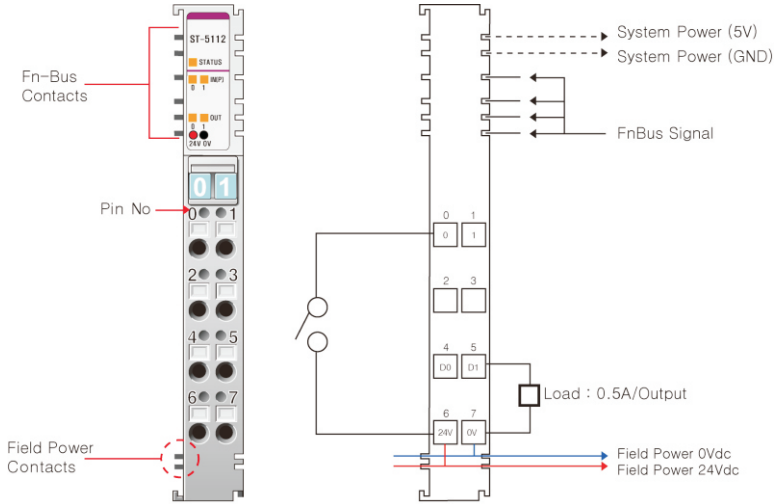 ST-5112
STATUS
IN(P)
0 1
OUT
0 1
24V 0V
Fn-Bus
Contacts
01
Pin No
0 1
2 3
4 5
6 7
Field Power
Contacts
System Power (5V)
System Power (GND)
FnBus Signal
0 1
0 1
2 3
4 5
D0 D1
Load : 0.5A/Output
6 7
24V 0V
Field Power 0Vdc
Field Power 24Vdc